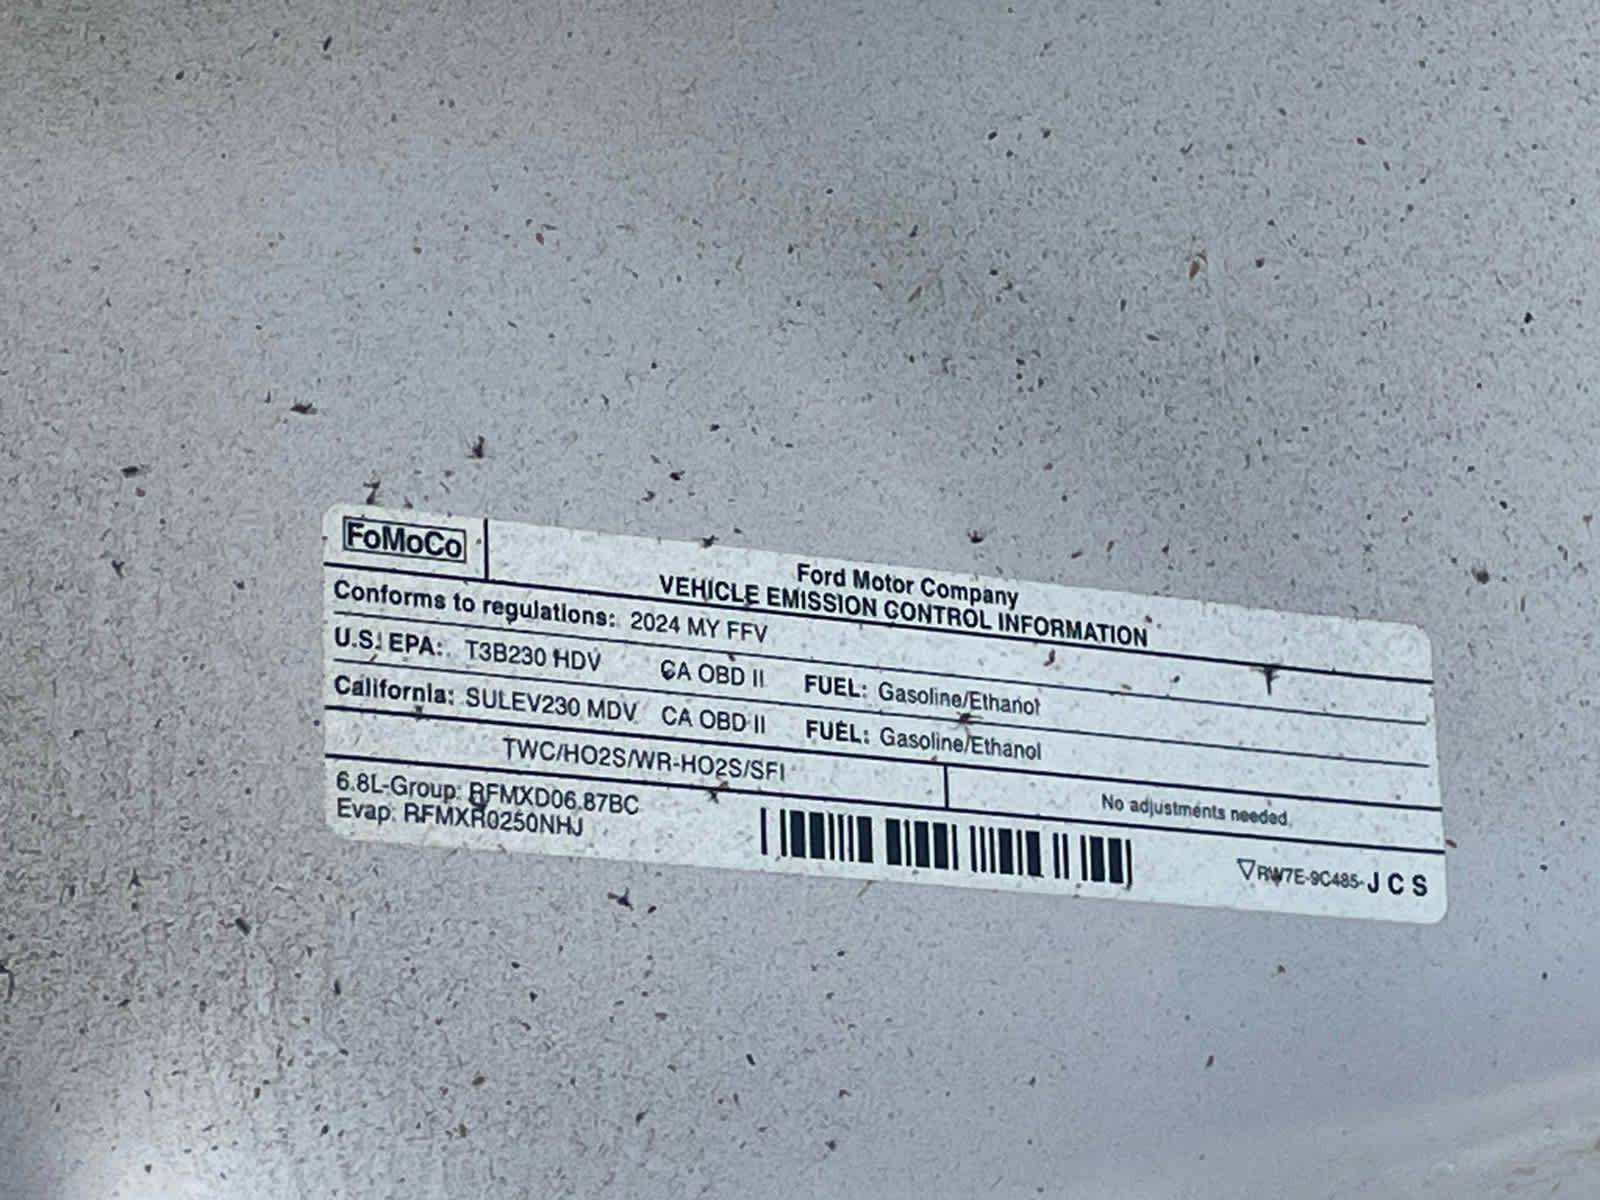 FoMoCo
Ford Motor Company
VEHICLE EMISSION CONTROL INFORMATION
Conforms to regulations: 2024 MY FFV
U.S. EPA: T3B230 HDV CA OBD II FUEL: Gasoline/Ethanol
California: SULEV230 MDV CA OBD II FUEL: Gasoline/Ethanol
TWC/HO2S/WR-HO2S/SFI
No adjustments needed.
6.8L-Group: RFMXD06.87BC
Evap: RFMXR0250NHJ
RW7E-9C485-JCS